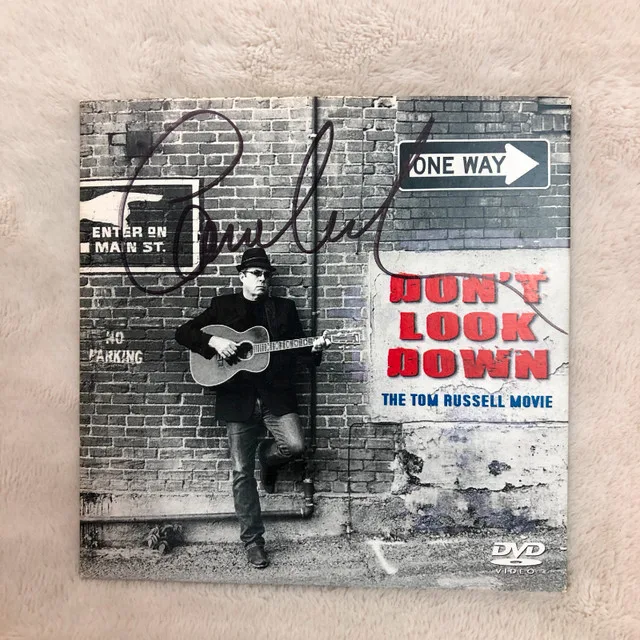 ONE WAY
ENTER ON
MAIN ST.
NO
PARKING
DON'T
LOOK
DOWN
THE TOM RUSSELL MOVIE
DVD
VIDEO